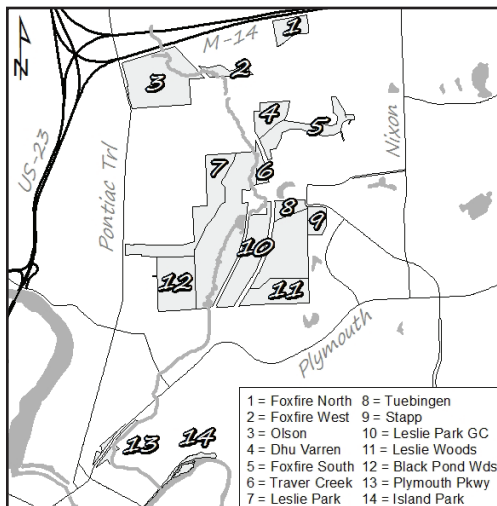 1
M-14
2
3
N
4
5
US-23
Nixon
Pontiac Trl
7
6
8
9
10
12
11
Plymouth
13
14
1 = Foxfire North
2 = Foxfire West
3 = Olson
4 = Dhu Varren
5 = Foxfire South
6 = Traver Creek
7 = Leslie Park
8 = Tuebingen
9 = Stapp
10 = Leslie Park GC
11 = Leslie Woods
12 = Black Pond Wds
13 = Plymouth Pkwy
14 = Island Park